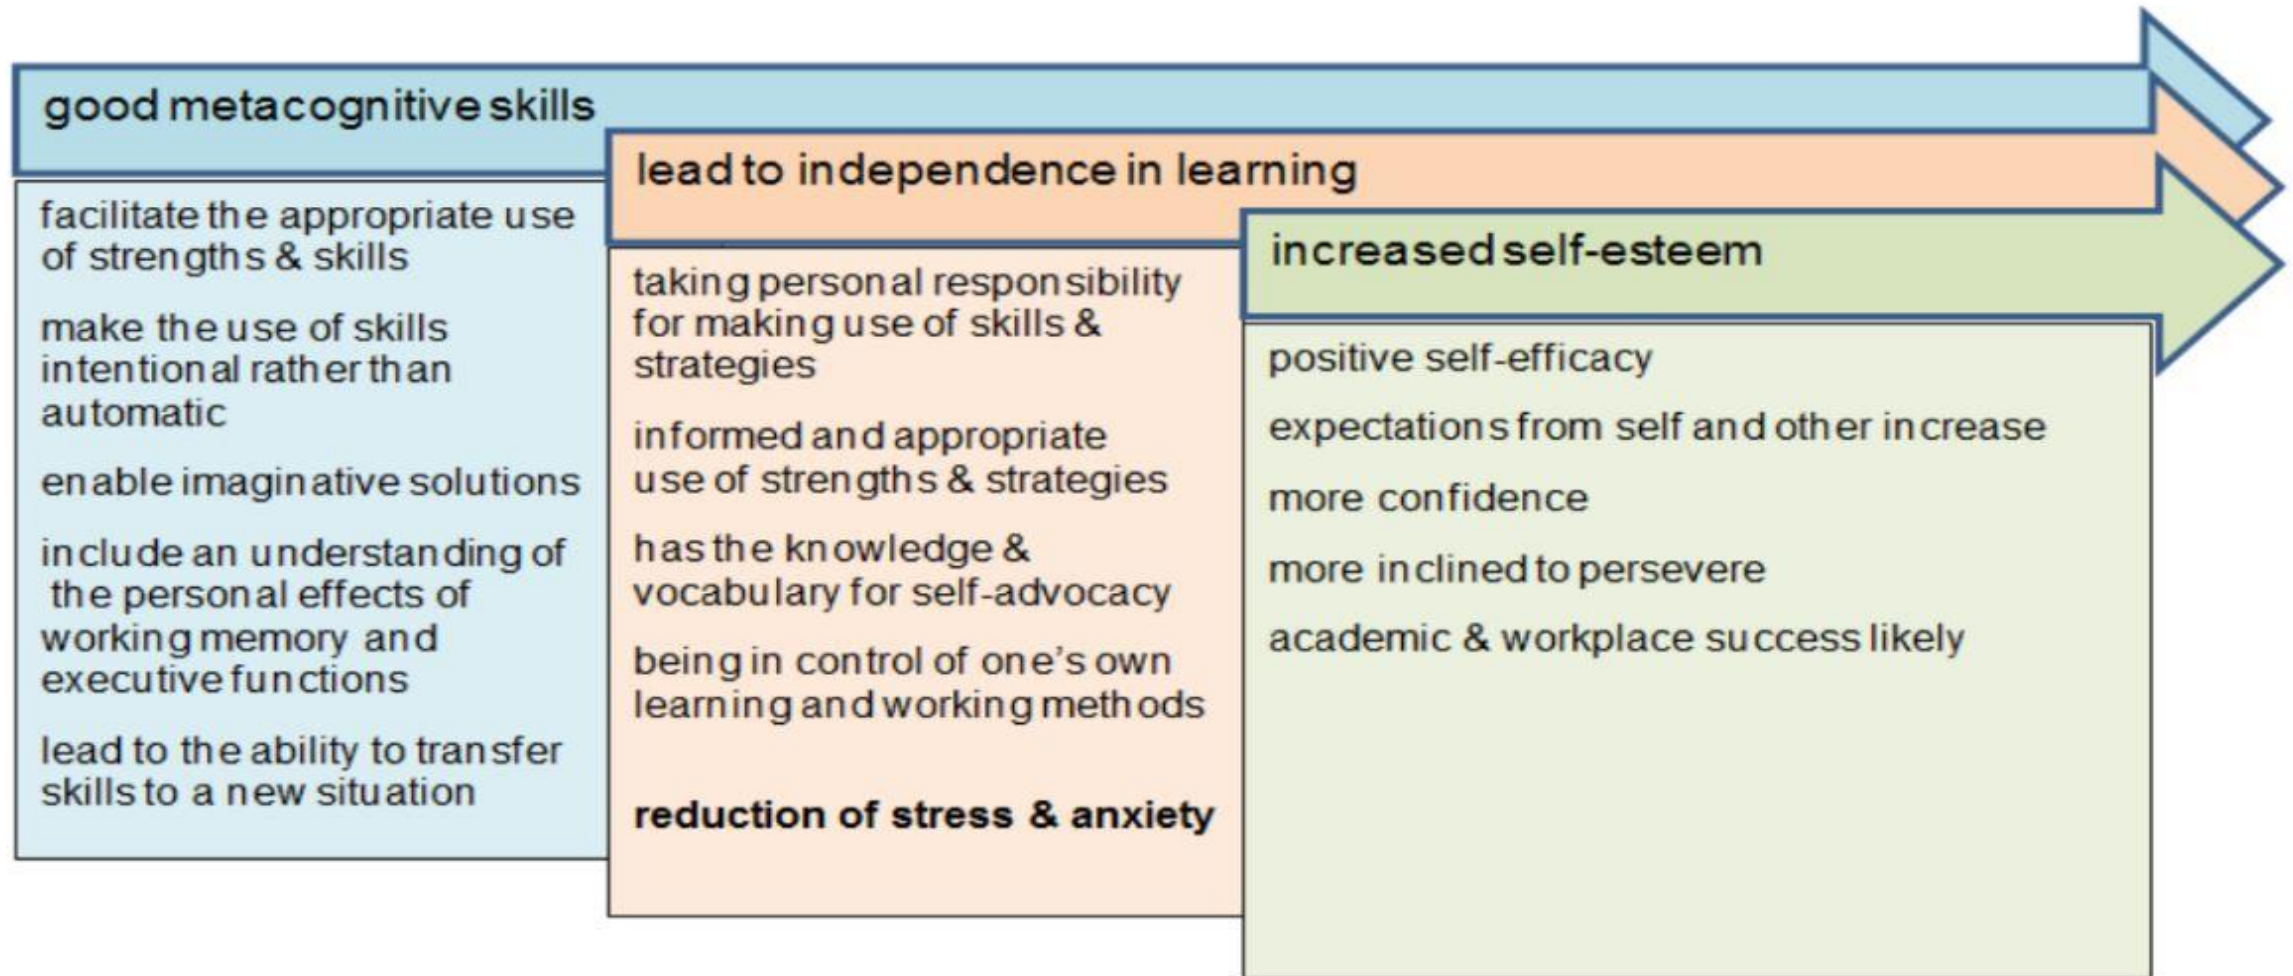 good metacognitive skills
facilitate the appropriate use
of strengths & skills
make the use of skills
intentional rather than
automatic
enable imaginative solutions
include an understanding of
the personal effects of
working memory and
executive functions
lead to the ability to transfer
skills to a new situation
lead to independence in learning
taking personal responsibility
for making use of skills &
strategies
informed and appropriate
use of strengths & strategies
has the knowledge &
vocabulary for self-advocacy
being in control of one's own
learning and working methods
reduction of stress & anxiety
increased self-esteem
positive self-efficacy
expectations from self and other increase
more confidence
more inclined to persevere
academic & workplace success likely